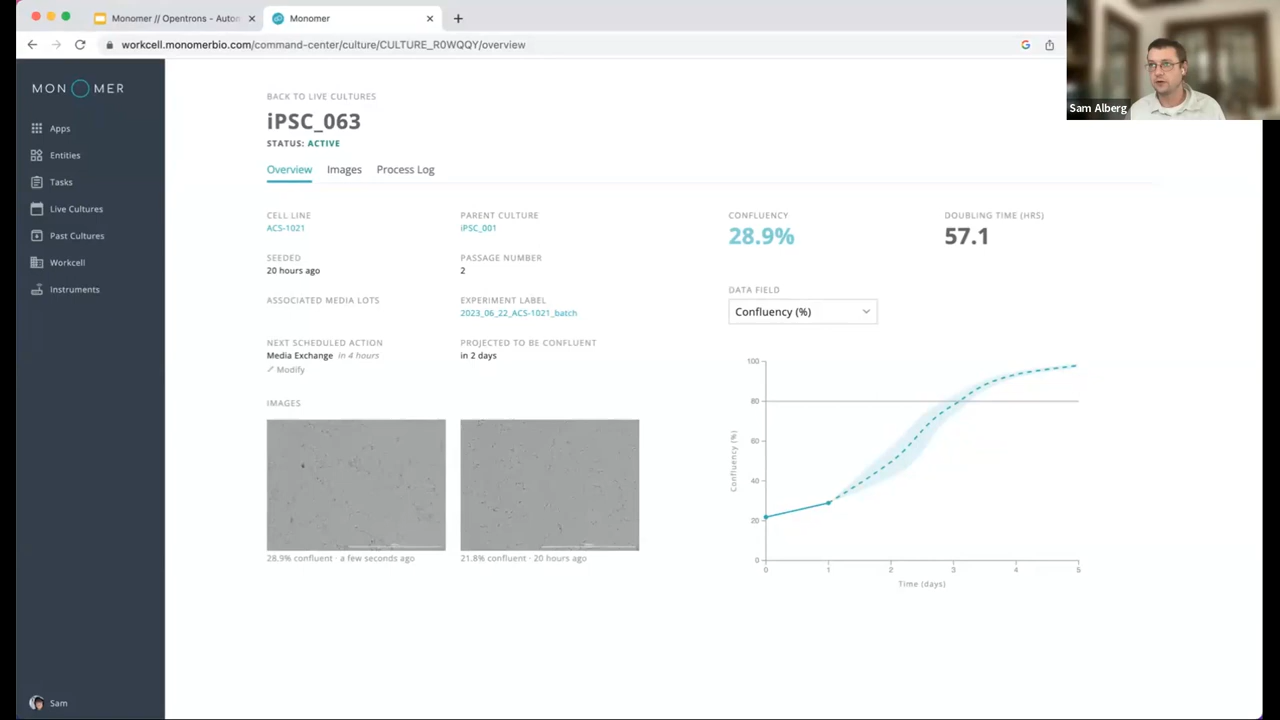 Monomer // Opentrons - Auton
Monomer
workcell.monomerbio.com/command-center/culture/CULTURE_R0WQQY/overview
Sam Alberg
MONOMER
Apps
Entities
Tasks
Live Cultures
Past Cultures
Workcell
Instruments
Sam
BACK TO LIVE CULTURES
iPSC_063
STATUS: ACTIVE
Overview Images Process Log
CELL LINE
ACS-1021
PARENT CULTURE
iPSC_001
SEEDED
20 hours ago
PASSAGE NUMBER
2
ASSOCIATED MEDIA LOTS
EXPERIMENT LABEL
2023_06_22_ACS-1021_batch
NEXT SCHEDULED ACTION
Media Exchange in 4 hours
Modify
PROJECTED TO BE CONFLUENT
in 2 days
IMAGES
28.9% confluent · a few seconds ago
21.8% confluent · 20 hours ago
CONFLUENCY
28.9%
DOUBLING TIME (HRS)
57.1
DATA FIELD
Confluency (%)
100
80
60
40
20
0
Confluency (%)
0 1 2 3 4 5
Time (days)